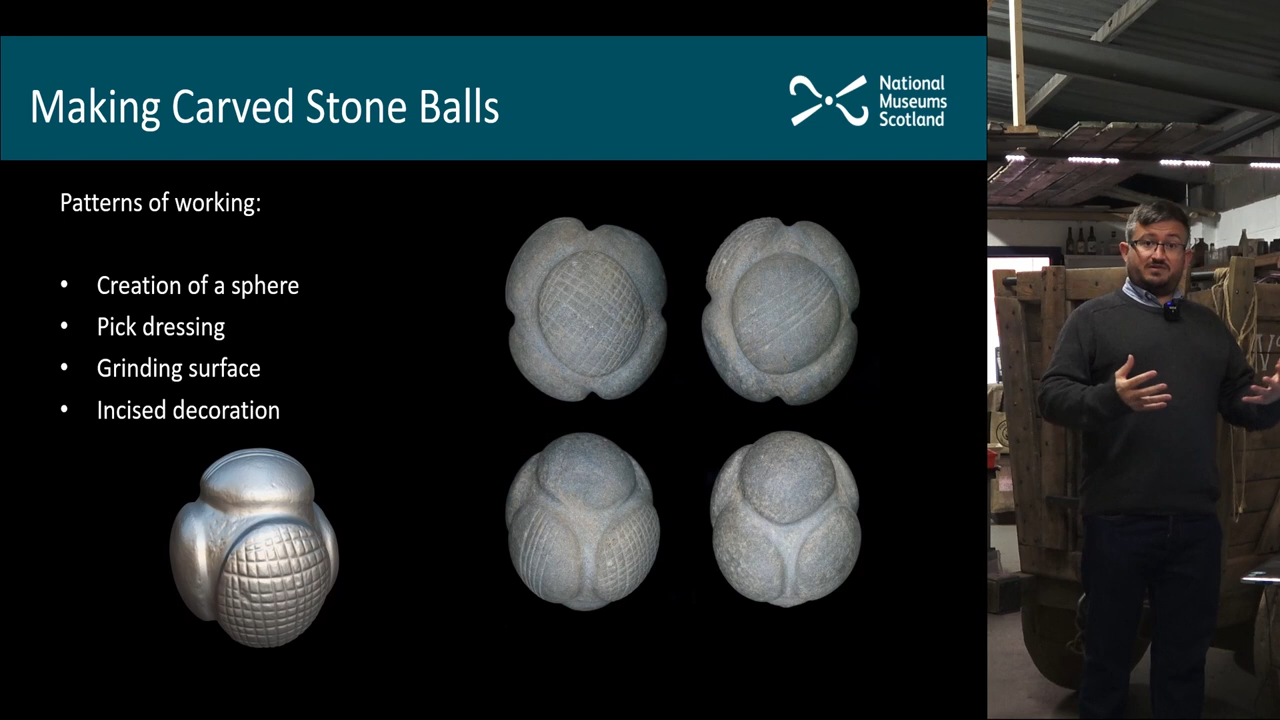 Making Carved Stone Balls
National
Museums
Scotland
Patterns of working:
• Creation of a sphere
• Pick dressing
• Grinding surface
• Incised decoration